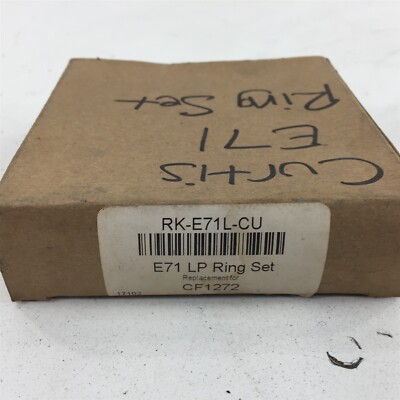 Curtis
E71
Ring Set
RK-E71L-CU
E71 LP Ring Set
Replacement for
CF1272